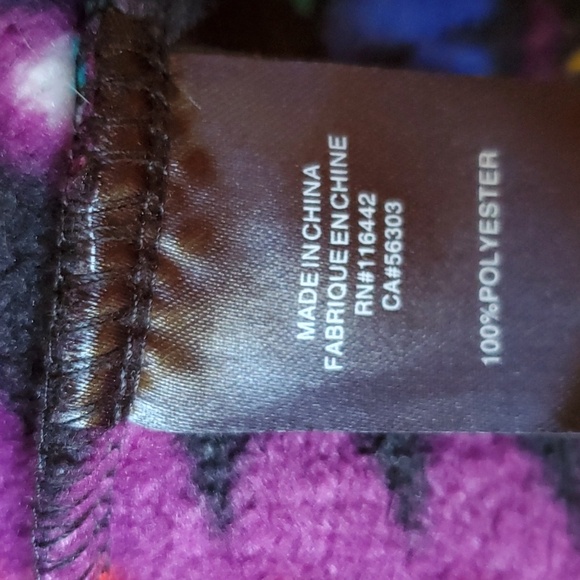 MADE IN CHINA
FABRIQUE EN CHINE
RN#116442
CA#56303
100%POLYESTER